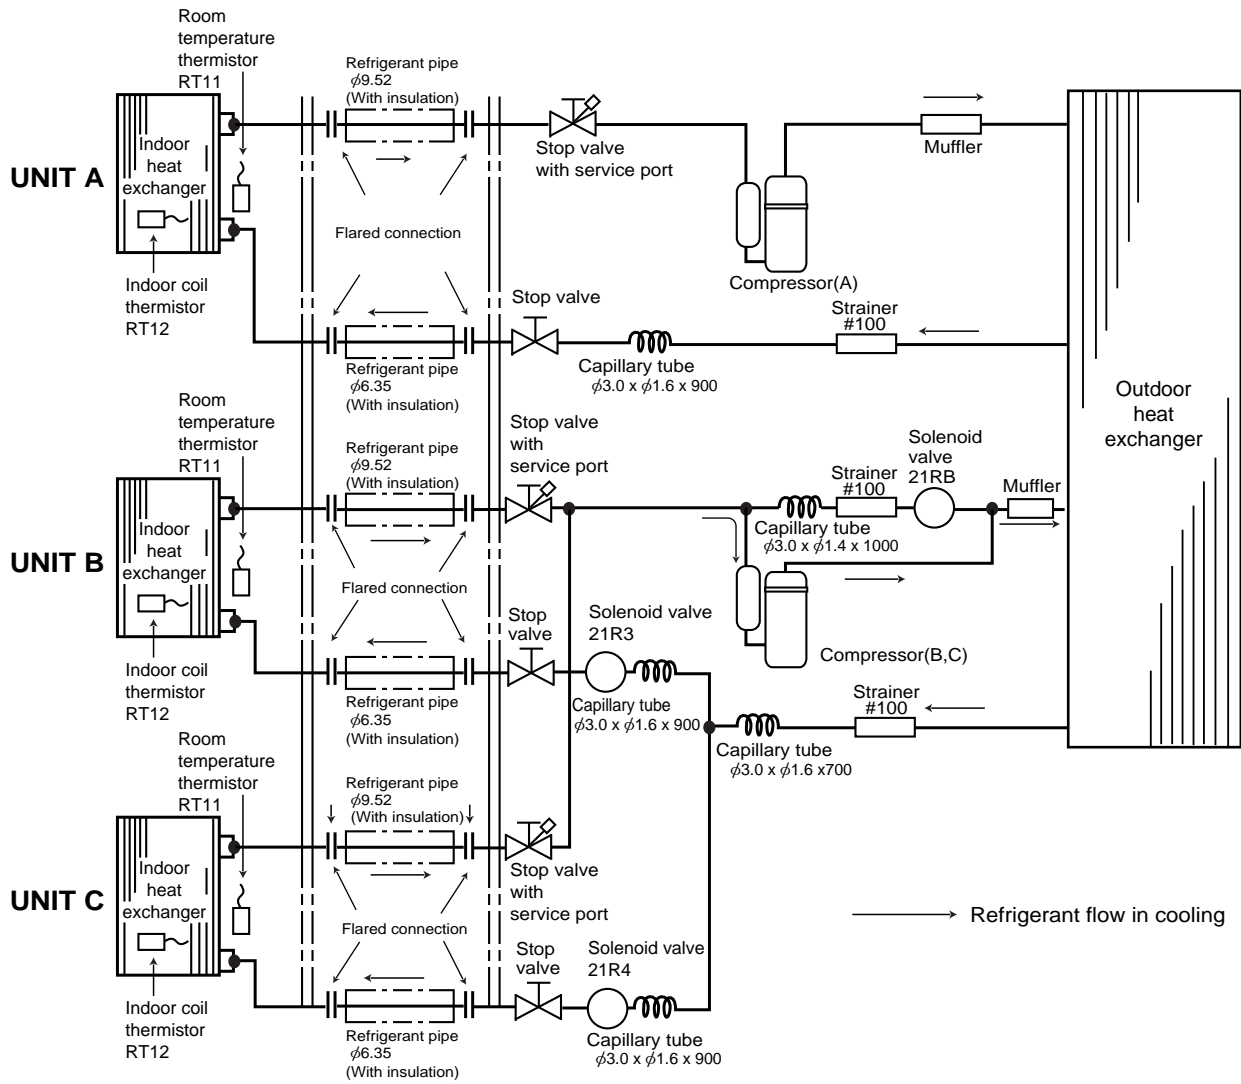 Room
temperature
thermistor
RT11
Refrigerant pipe
ϕ9.52
(With insulation)
UNIT A
Indoor
heat
exchanger
Stop valve
with service port
Muffler
Flared connection
Compressor(A)
Indoor coil
thermistor
RT12
Stop valve
Strainer
#100
Refrigerant pipe
ϕ6.35
(With insulation)
Capillary tube
ϕ3.0 x ϕ1.6 x 900
Outdoor
heat
exchanger
Room
temperature
thermistor
RT11
Refrigerant pipe
ϕ9.52
(With insulation)
Stop valve
with
service port
Strainer
#100
Solenoid
valve
21RB
Muffler
Capillary tube
ϕ3.0 x ϕ1.4 x 1000
UNIT B
Indoor
heat
exchanger
Flared connection
Stop
valve
Solenoid valve
21R3
Compressor(B,C)
Indoor coil
thermistor
RT12
Refrigerant pipe
ϕ6.35
(With insulation)
Capillary tube
ϕ3.0 x ϕ1.6 x 900
Strainer
#100
Capillary tube
ϕ3.0 x ϕ1.6 x700
Room
temperature
thermistor
RT11
Refrigerant pipe
ϕ9.52
(With insulation)
Stop valve
with
service port
UNIT C
Indoor
heat
exchanger
Flared connection
Refrigerant flow in cooling
Stop
valve
Solenoid valve
21R4
Indoor coil
thermistor
RT12
Refrigerant pipe
ϕ6.35
(With insulation)
Capillary tube
ϕ3.0 x ϕ1.6 x 900